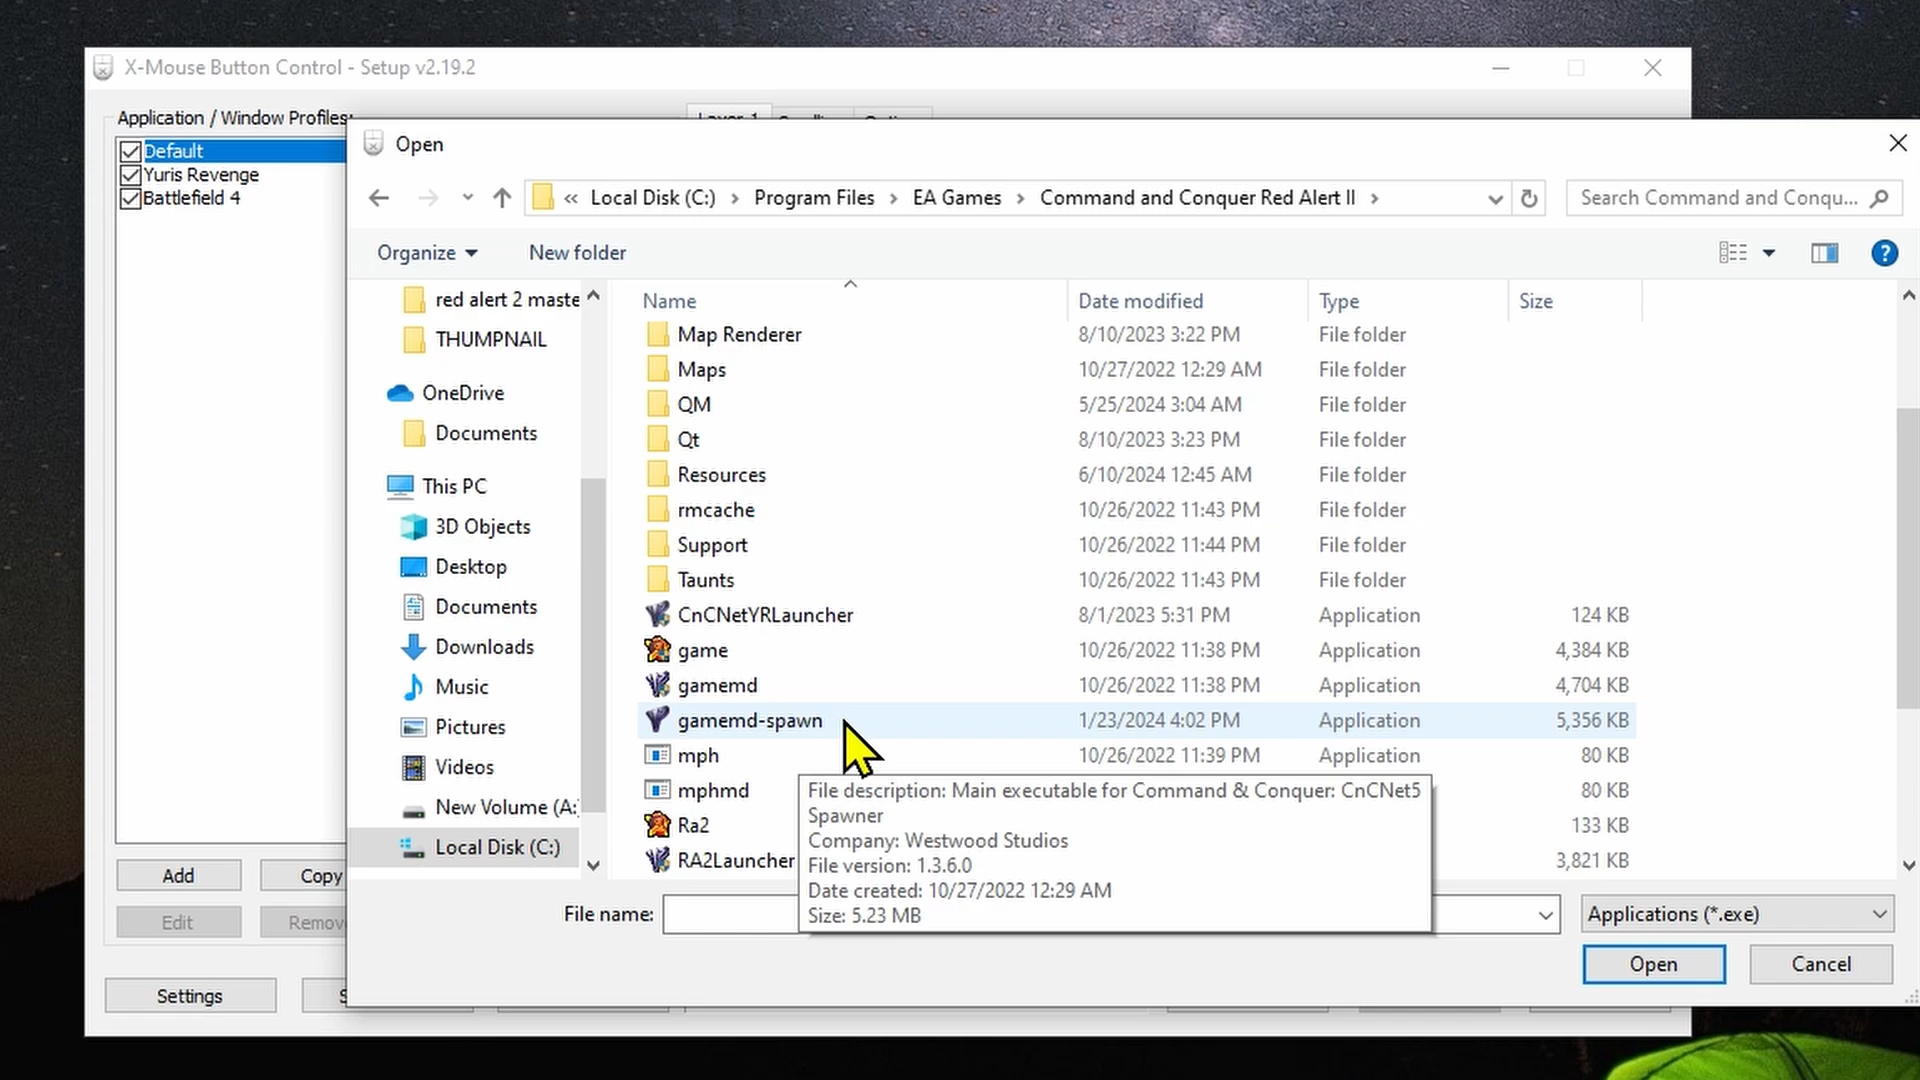 X-Mouse Button Control - Setup v2.19.2
Application / Window Profiles:
Layer 1
Default
Yuris Revenge
Battlefield 4
Open
« Local Disk (C:) > Program Files > EA Games > Command and Conquer Red Alert II >
Search Command and Conqu...
Organize
New folder
red alert 2 maste
THUMPNAIL
OneDrive
Documents
This PC
3D Objects
Desktop
Documents
Downloads
Music
Pictures
Videos
New Volume (A:
Local Disk (C:)
Name Date modified Type Size
Map Renderer 8/10/2023 3:22 PM File folder
Maps 10/27/2022 12:29 AM File folder
QM 5/25/2024 3:04 AM File folder
Qt 8/10/2023 3:23 PM File folder
Resources 6/10/2024 12:45 AM File folder
rmcache 10/26/2022 11:43 PM File folder
Support 10/26/2022 11:44 PM File folder
Taunts 10/26/2022 11:43 PM File folder
CnCNetYRLauncher 8/1/2023 5:31 PM Application 124 KB
game 10/26/2022 11:38 PM Application 4,384 KB
gamemd 10/26/2022 11:38 PM Application 4,704 KB
gamemd-spawn 1/23/2024 4:02 PM Application 5,356 KB
mph 10/26/2022 11:39 PM Application 80 KB
mphmd 80 KB
Ra2 133 KB
RA2Launcher 3,821 KB
File description: Main executable for Command & Conquer: CnCNet5
Spawner
Company: Westwood Studios
File version: 1.3.6.0
Date created: 10/27/2022 12:29 AM
Size: 5.23 MB
File name:
Applications (*.exe)
Open
Cancel
Add
Copy
Edit
Remov
Settings
S